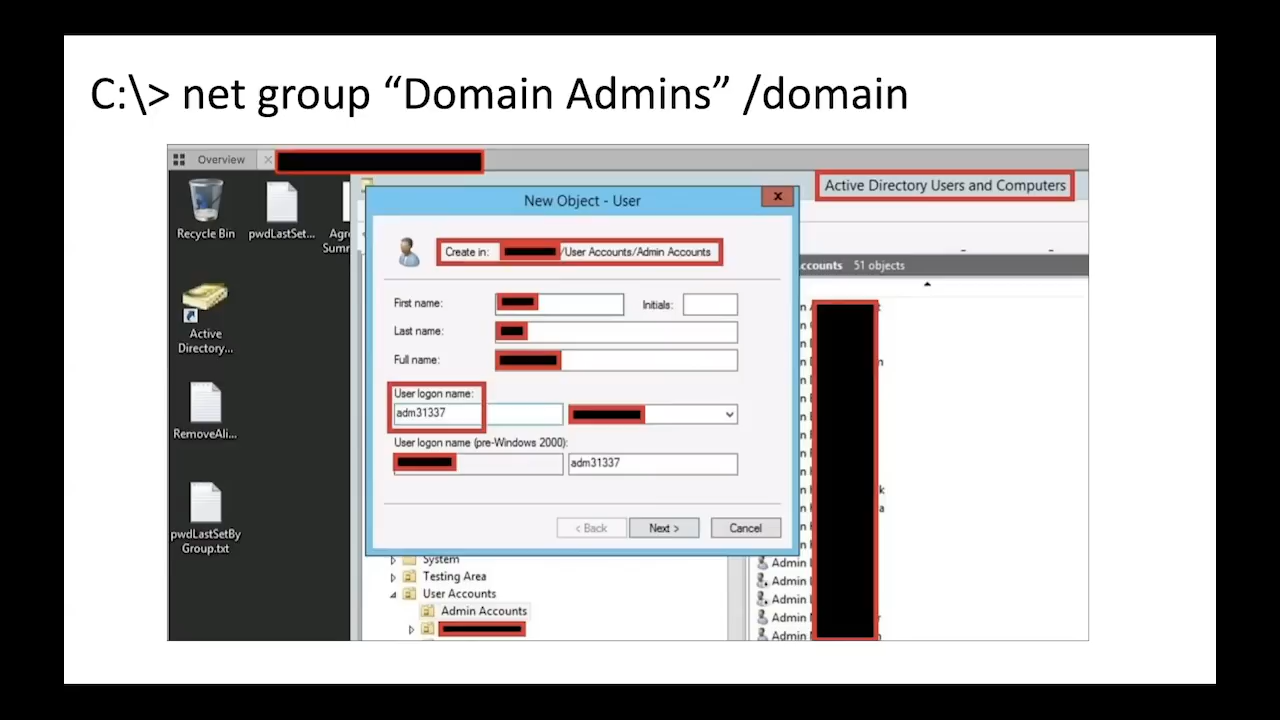 C:\> net group “Domain Admins” /domain
Overview
Active Directory Users and Computers
New Object - User
Recycle Bin
pwdLastSet...
Create in: /User Accounts/Admin Accounts
51 objects
First name:
Initials:
Last name:
Active
Directory...
Full name:
User logon name:
adm31337
RemoveAli...
User logon name (pre-Windows 2000):
adm31337
pwdLastSetBy
Group.txt
< Back
Next >
Cancel
System
Testing Area
User Accounts
Admin Accounts
Admin
Admin
Admin
Admin
Admin